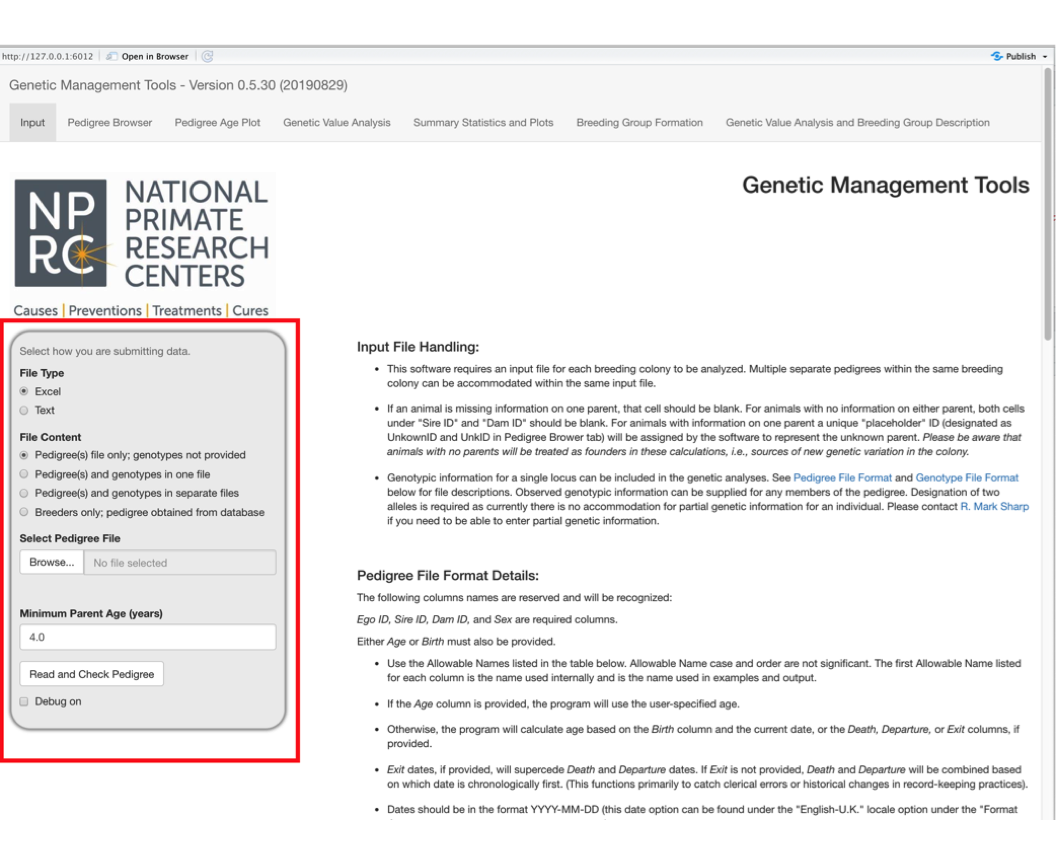 http://127.0.0.1:6012 Open in Browser Publish
Genetic Management Tools - Version 0.5.30 (20190829)
Input Pedigree Browser Pedigree Age Plot Genetic Value Analysis Summary Statistics and Plots Breeding Group Formation Genetic Value Analysis and Breeding Group Description
Genetic Management Tools
NP
RC
NATIONAL
PRIMATE
RESEARCH
CENTERS
Causes | Preventions | Treatments | Cures
Select how you are submitting data.
File Type
Excel
Text
File Content
Pedigree(s) file only; genotypes not provided
Pedigree(s) and genotypes in one file
Pedigree(s) and genotypes in separate files
Breeders only; pedigree obtained from database
Select Pedigree File
Browse... No file selected
Minimum Parent Age (years)
4.0
Read and Check Pedigree
Debug on
Input File Handling:
• This software requires an input file for each breeding colony to be analyzed. Multiple separate pedigrees within the same breeding
colony can be accommodated within the same input file.
• If an animal is missing information on one parent, that cell should be blank. For animals with no information on either parent, both cells
under "Sire ID" and "Dam ID" should be blank. For animals with information on one parent a unique "placeholder" ID (designated as
UnkownID and UnkID in Pedigree Brower tab) will be assigned by the software to represent the unknown parent. Please be aware that
animals with no parents will be treated as founders in these calculations, i.e., sources of new genetic variation in the colony.
• Genotypic information for a single locus can be included in the genetic analyses. See Pedigree File Format and Genotype File Format
below for file descriptions. Observed genotypic information can be supplied for any members of the pedigree. Designation of two
alleles is required as currently there is no accommodation for partial genetic information for an individual. Please contact R. Mark Sharp
if you need to be able to enter partial genetic information.
Pedigree File Format Details:
The following columns names are reserved and will be recognized:
Ego ID, Sire ID, Dam ID, and Sex are required columns.
Either Age or Birth must also be provided.
• Use the Allowable Names listed in the table below. Allowable Name case and order are not significant. The first Allowable Name listed
for each column is the name used internally and is the name used in examples and output.
• If the Age column is provided, the program will use the user-specified age.
• Otherwise, the program will calculate age based on the Birth column and the current date, or the Death, Departure, or Exit columns, if
provided.
• Exit dates, if provided, will supercede Death and Departure dates. If Exit is not provided, Death and Departure will be combined based
on which date is chronologically first. (This functions primarily to catch clerical errors or historical changes in record-keeping practices).
• Dates should be in the format YYYY-MM-DD (this date option can be found under the "English-U.K." locale option under the "Format